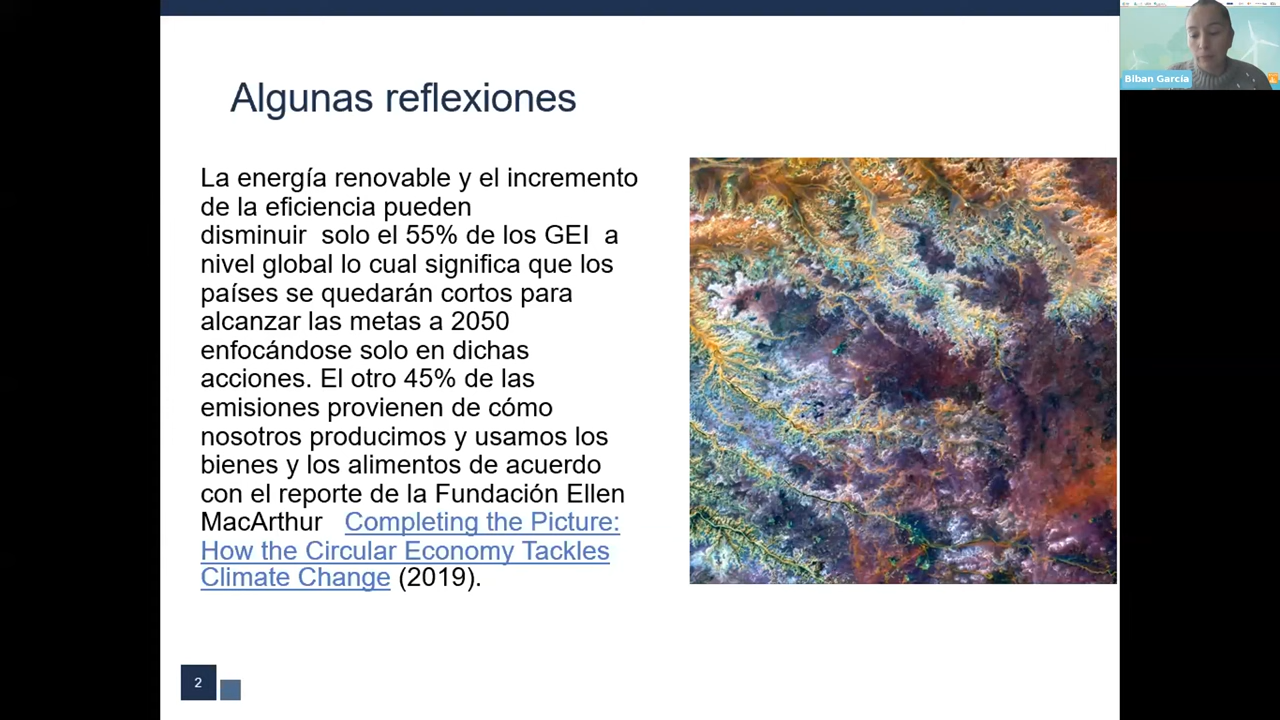 Algunas reflexiones
La energía renovable y el incremento
de la eficiencia pueden
disminuir  solo el 55% de los GEI  a
nivel global lo cual significa que los
países se quedarán cortos para
alcanzar las metas a 2050
enfocándose solo en dichas
acciones. El otro 45% de las
emisiones provienen de cómo
nosotros producimos y usamos los
bienes y los alimentos de acuerdo
con el reporte de la Fundación Ellen
MacArthur   Completing the Picture:
How the Circular Economy Tackles
Climate Change (2019).
2
Biban García